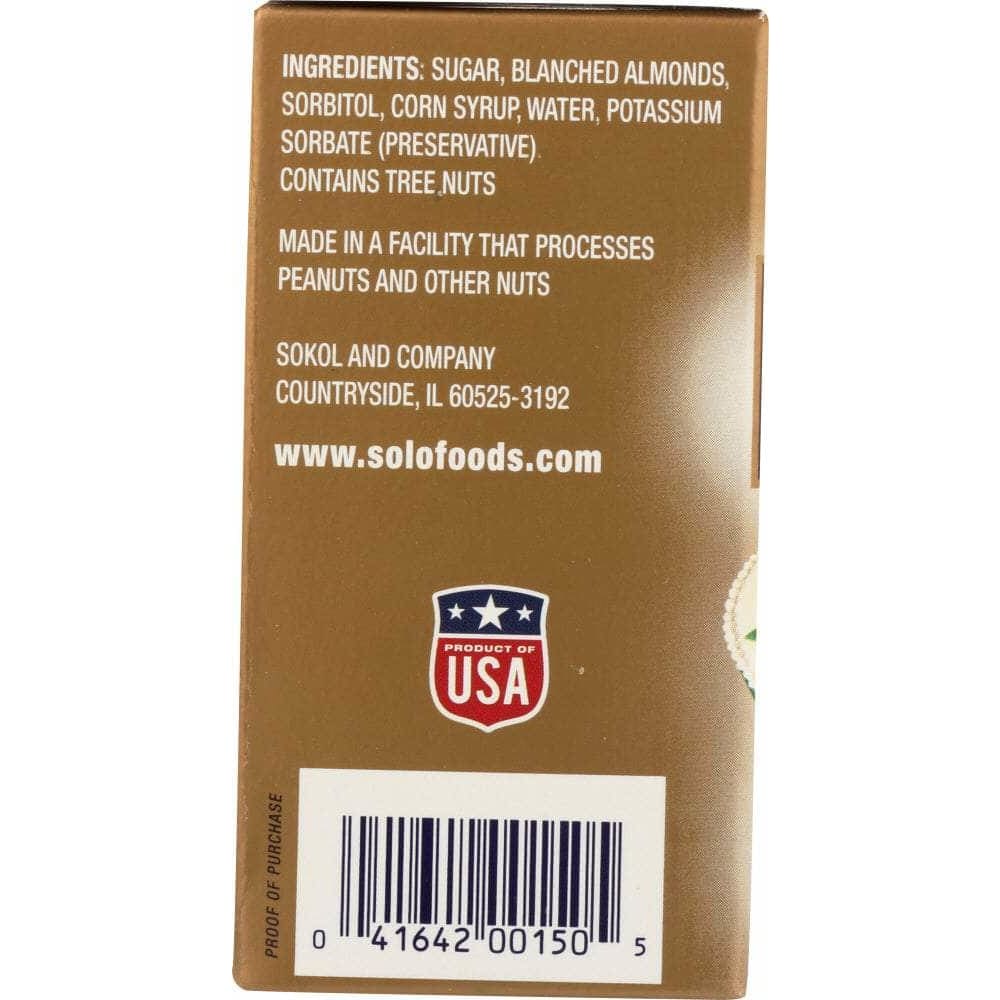 INGREDIENTS: SUGAR, BLANCHED ALMONDS,
SORBITOL, CORN SYRUP, WATER, POTASSIUM
SORBATE (PRESERVATIVE).
CONTAINS TREE NUTS
MADE IN A FACILITY THAT PROCESSES
PEANUTS AND OTHER NUTS
SOKOL AND COMPANY
COUNTRYSIDE, IL 60525-3192
www.solofoods.com
PRODUCT OF
USA
PROOF OF PURCHASE
0 41642 00150 5